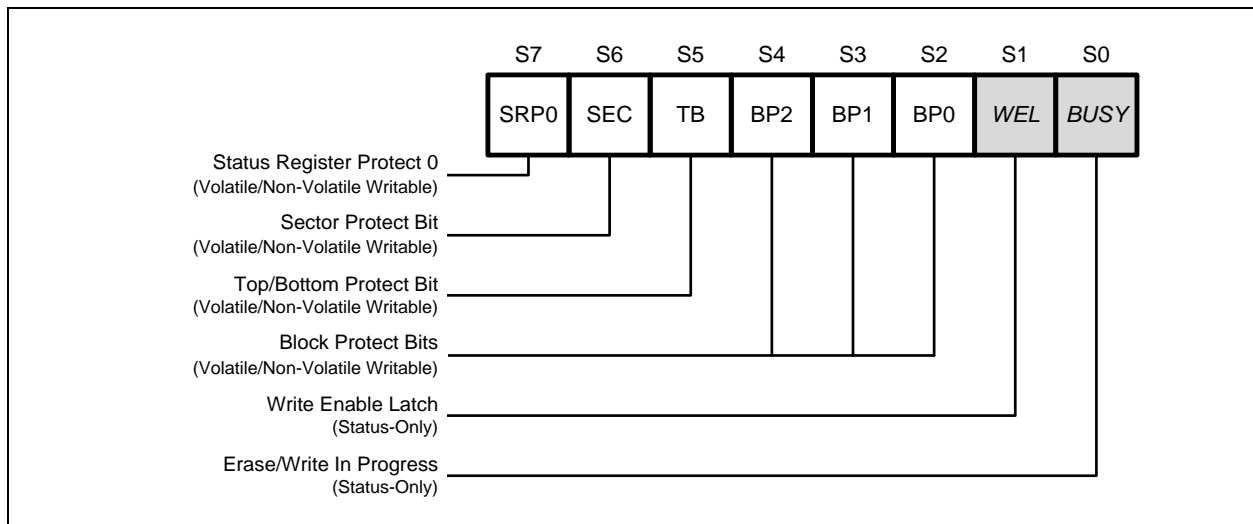 S7 S6 S5 S4 S3 S2 S1 S0
SRP0 SEC TB BP2 BP1 BP0 WEL BUSY
Status Register Protect 0
(Volatile/Non-Volatile Writable)
Sector Protect Bit
(Volatile/Non-Volatile Writable)
Top/Bottom Protect Bit
(Volatile/Non-Volatile Writable)
Block Protect Bits
(Volatile/Non-Volatile Writable)
Write Enable Latch
(Status-Only)
Erase/Write In Progress
(Status-Only)